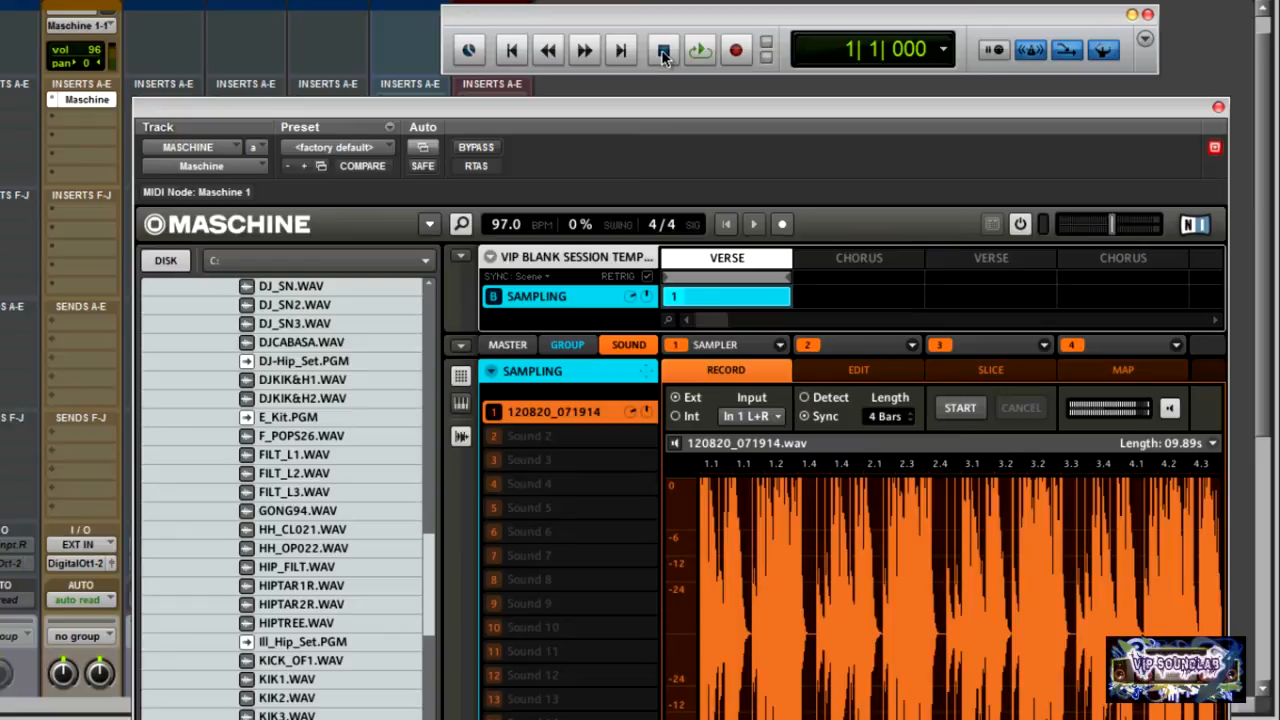 Maschine 1-1
vol 96
pan 0
INSERTS A-E
INSERTS A-E
INSERTS A-E
INSERTS A-E
INSERTS A-E
INSERTS A-E
Maschine
INSERTS F-J
SENDS A-E
SENDS F-J
I / O
EXT IN
DigitalOt1-2
AUTO
auto read
no group
1| 1| 000
Track
Preset
Auto
MASCHINE
a
<factory default>
BYPASS
Maschine
- +
COMPARE
SAFE
RTAS
MIDI Node: Maschine 1
MASCHINE
97.0 BPM 0% SWING 4/4 SIG
DISK
C:
DJ_SN.WAV
DJ_SN2.WAV
DJ_SN3.WAV
DJCABASA.WAV
DJ-Hip_Set.PGM
DJKIK&H1.WAV
DJKIK&H2.WAV
E_Kit.PGM
F_POPS26.WAV
FILT_L1.WAV
FILT_L2.WAV
FILT_L3.WAV
GONG94.WAV
HH_CL021.WAV
HH_OP022.WAV
HIP_FILT.WAV
HIPTAR1R.WAV
HIPTAR2R.WAV
HIPTREE.WAV
Ill_Hip_Set.PGM
KICK_OF1.WAV
KIK1.WAV
KIK2.WAV
KIK3.WAV
VIP BLANK SESSION TEMP...
VERSE
CHORUS
VERSE
CHORUS
SYNC: Scene
RETRIG
B SAMPLING
1
MASTER
GROUP
SOUND
1 SAMPLER
2
3
4
SAMPLING
RECORD
EDIT
SLICE
MAP
Ext
Int
Input
In 1 L+R
Detect
Sync
Length
4 Bars
START
CANCEL
1 120820_071914
2 Sound 2
3 Sound 3
4 Sound 4
5 Sound 5
6 Sound 6
7 Sound 7
8 Sound 8
9 Sound 9
10 Sound 10
11 Sound 11
12 Sound 12
13 Sound 13
120820_071914.wav
Length: 09.89s
1.1 1.1 1.2 1.4 1.4 2.1 2.3 2.4 3.2 3.2 3.3 3.4 4.1 4.2 4.3
0
-6
-12
-24
-24
-12
VIP SOUNDLAB